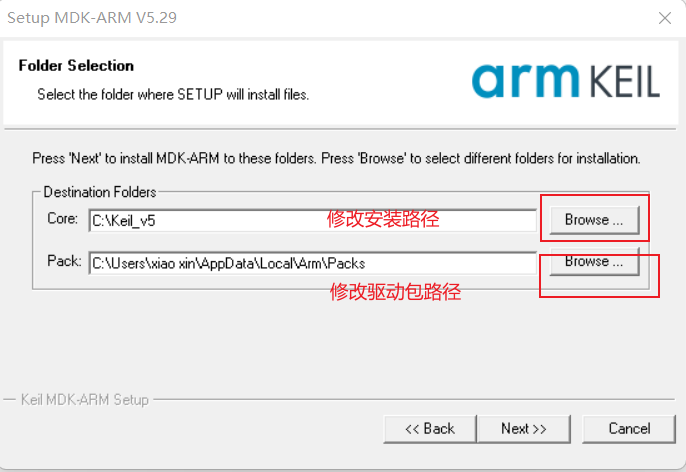 Setup MDK-ARM V5.29
Folder Selection
Select the folder where SETUP will install files.
arm KEIL
Press 'Next' to install MDK-ARM to these folders. Press 'Browse' to select different folders for installation.
Destination Folders
Core: C:\Keil_v5 修改安装路径 Browse ...
Pack: C:\Users\xiao xin\AppData\Local\Arm\Packs Browse ...
修改驱动包路径
Keil MDK-ARM Setup
<< Back Next >> Cancel